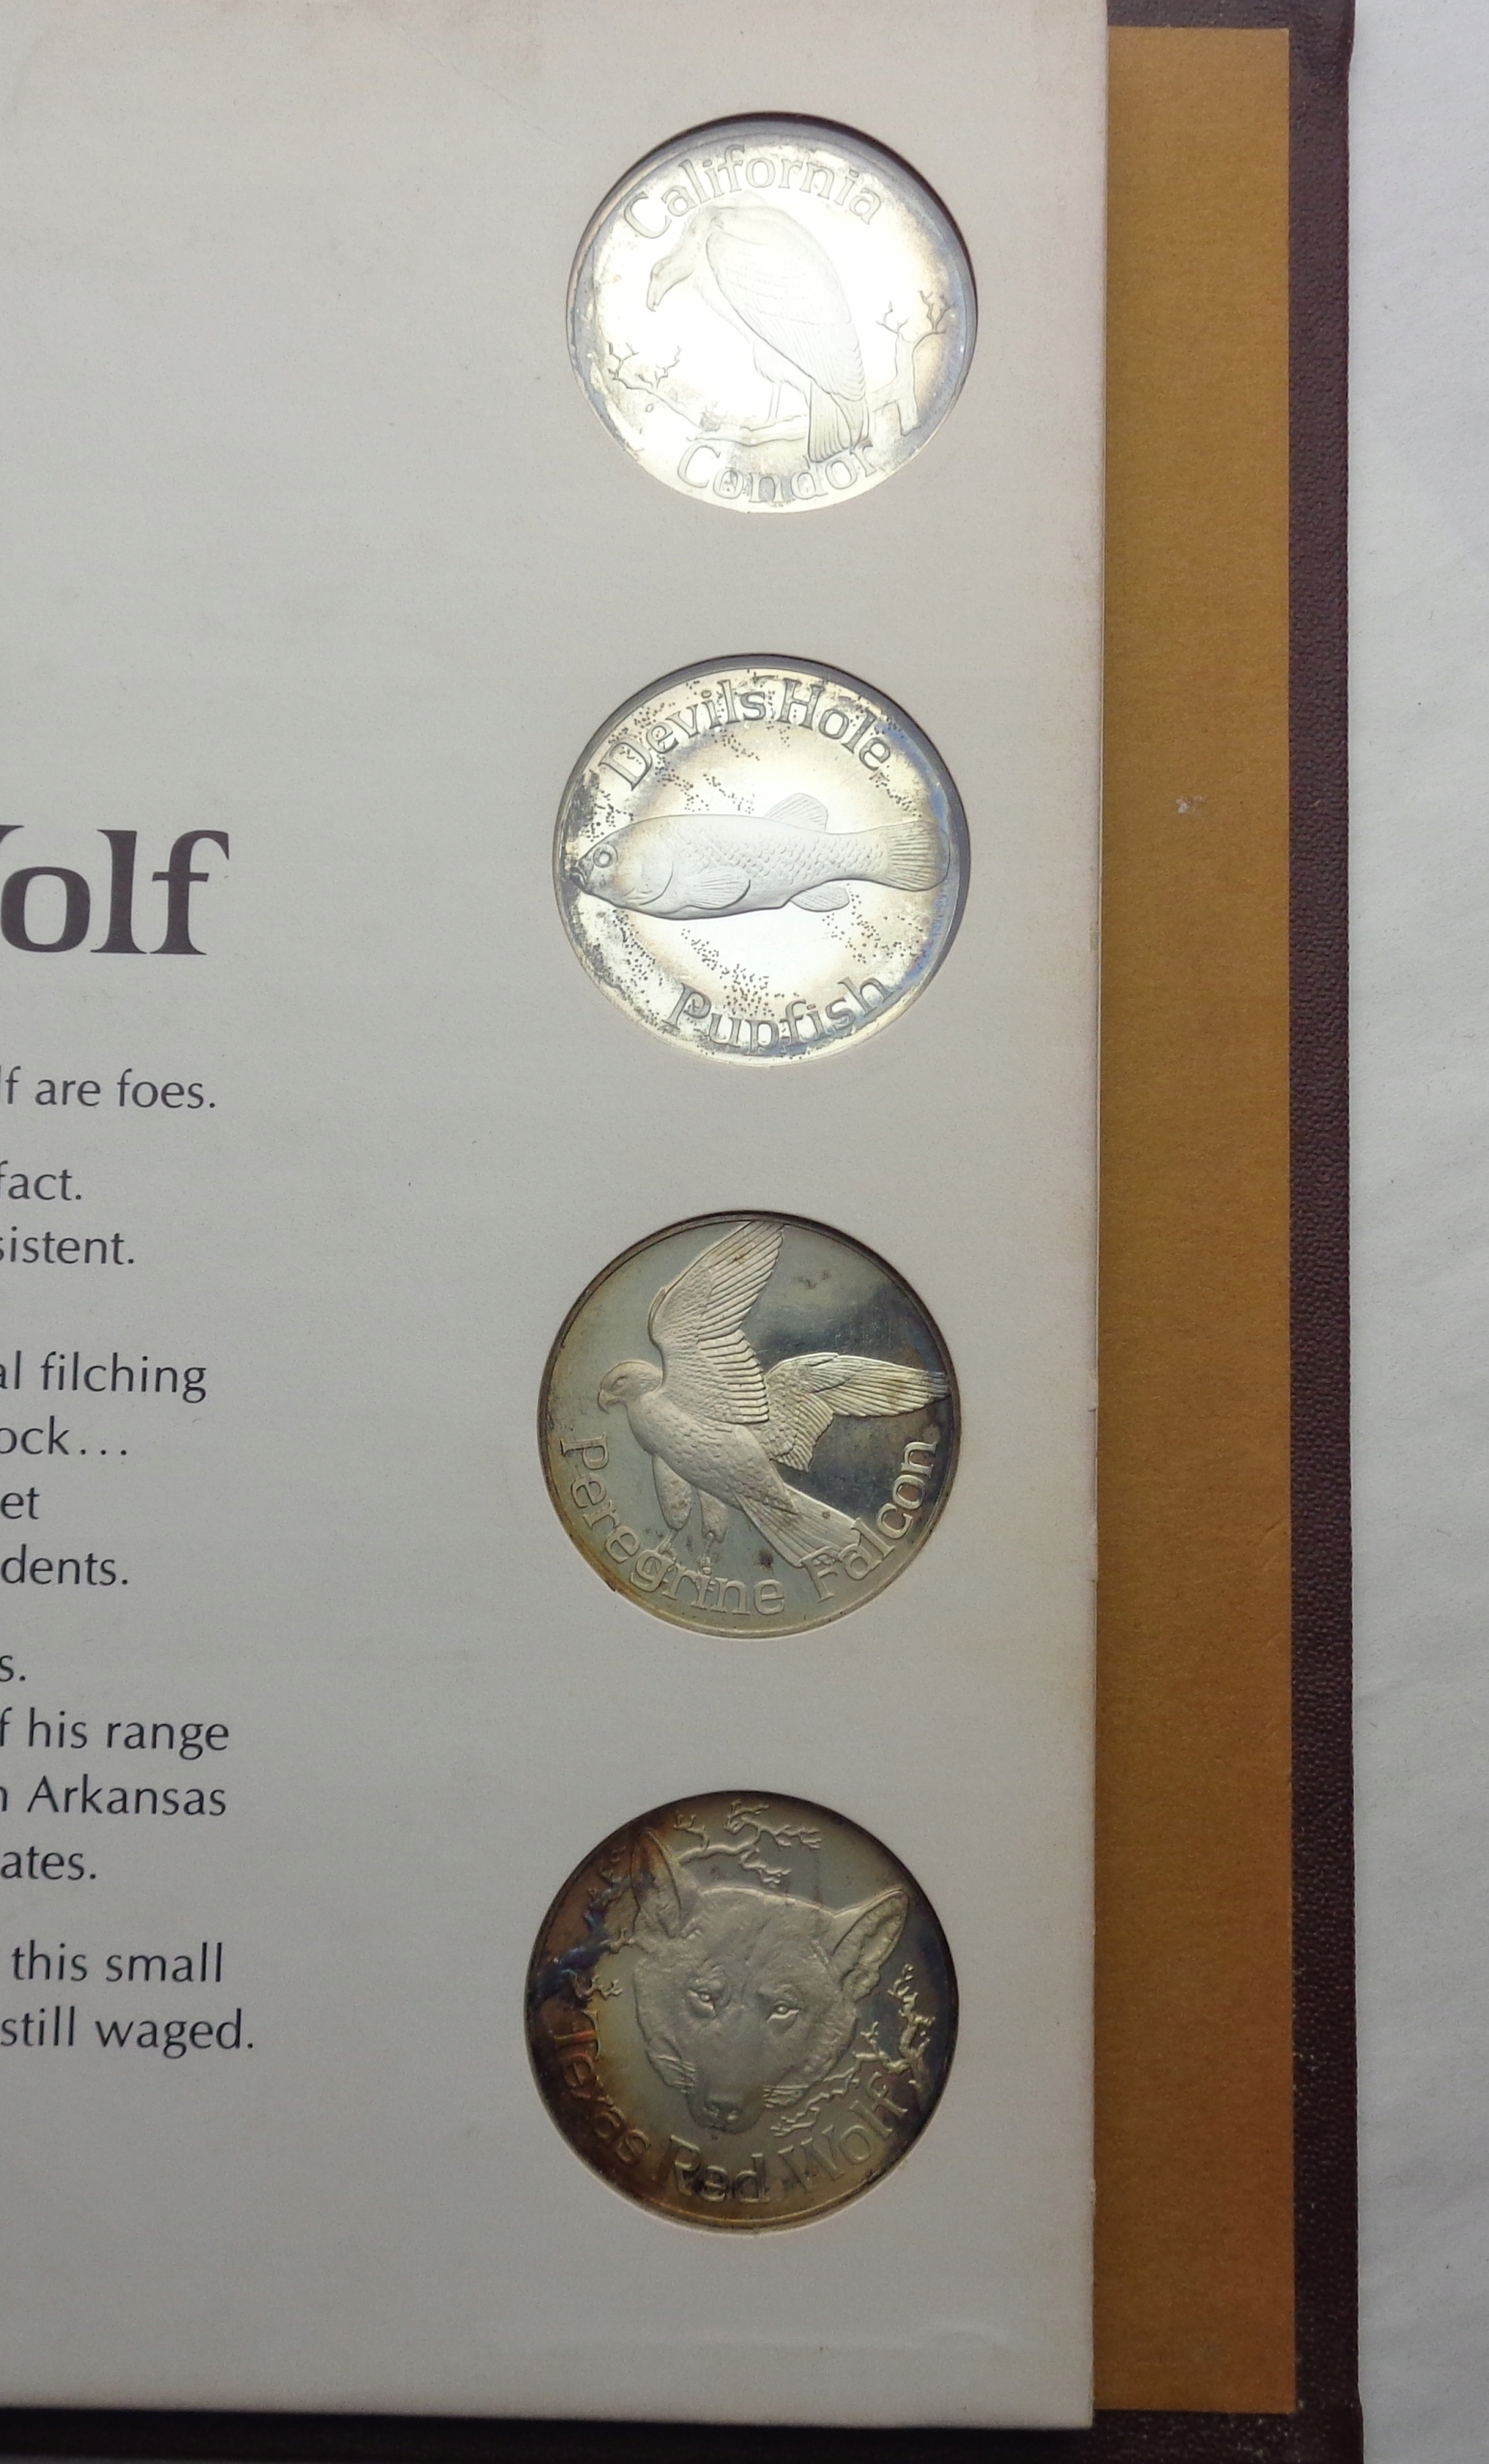 California
Condor
Devils Hole
Pupfish
olf
lf are foes.
fact.
sistent.
al filching
ock...
et
dents.
s.
f his range
n Arkansas
ates.
this small
still waged.
Peregrine Falcon
Texas Red Wolf